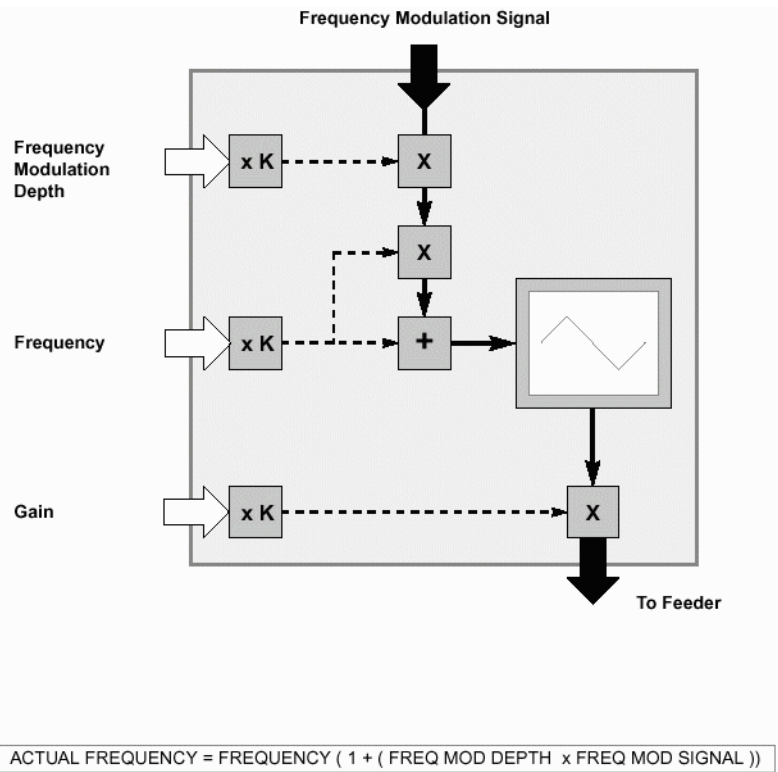 Frequency Modulation Signal
Frequency
Modulation
Depth
x K
X
X
Frequency
x K
+
Gain
x K
X
To Feeder
ACTUAL FREQUENCY = FREQUENCY ( 1 + ( FREQ MOD DEPTH x FREQ MOD SIGNAL ))